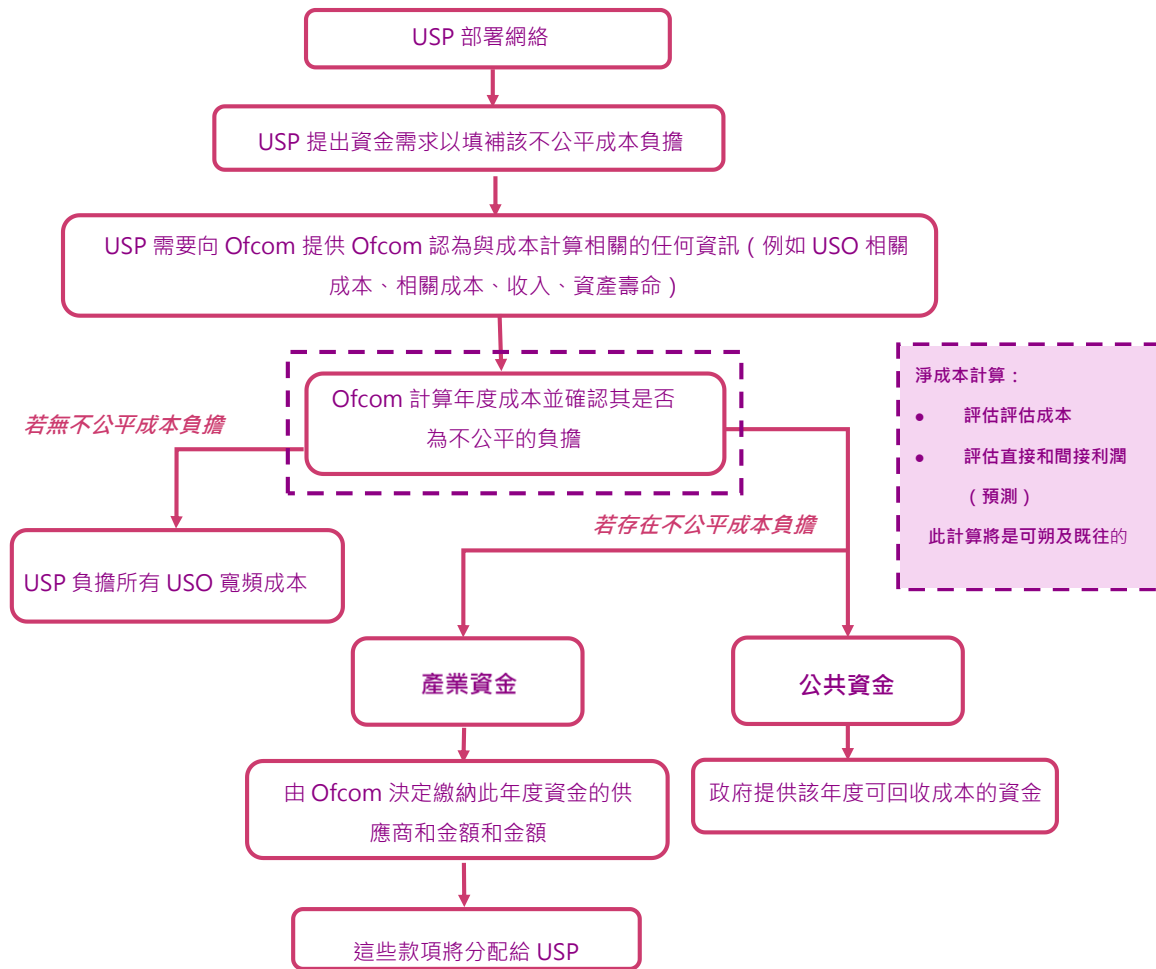 USP 部署網絡
USP 提出資金需求以填補該不公平成本負擔
USP 需要向 Ofcom 提供 Ofcom 認為與成本計算相關的任何資訊（例如 USO 相關
成本、相關成本、收入、資產壽命）
Ofcom 計算年度成本並確認其是否
為不公平的負擔
淨成本計算：
• 評估評估成本
• 評估直接和間接利潤
（預測）
此計算將是可朔及既往的
若無不公平成本負擔
若存在不公平成本負擔
USP 負擔所有 USO 寬頻成本
產業資金
公共資金
由 Ofcom 決定繳納此年度資金的供
應商和金額和金額
政府提供該年度可回收成本的資金
這些款項將分配給 USP